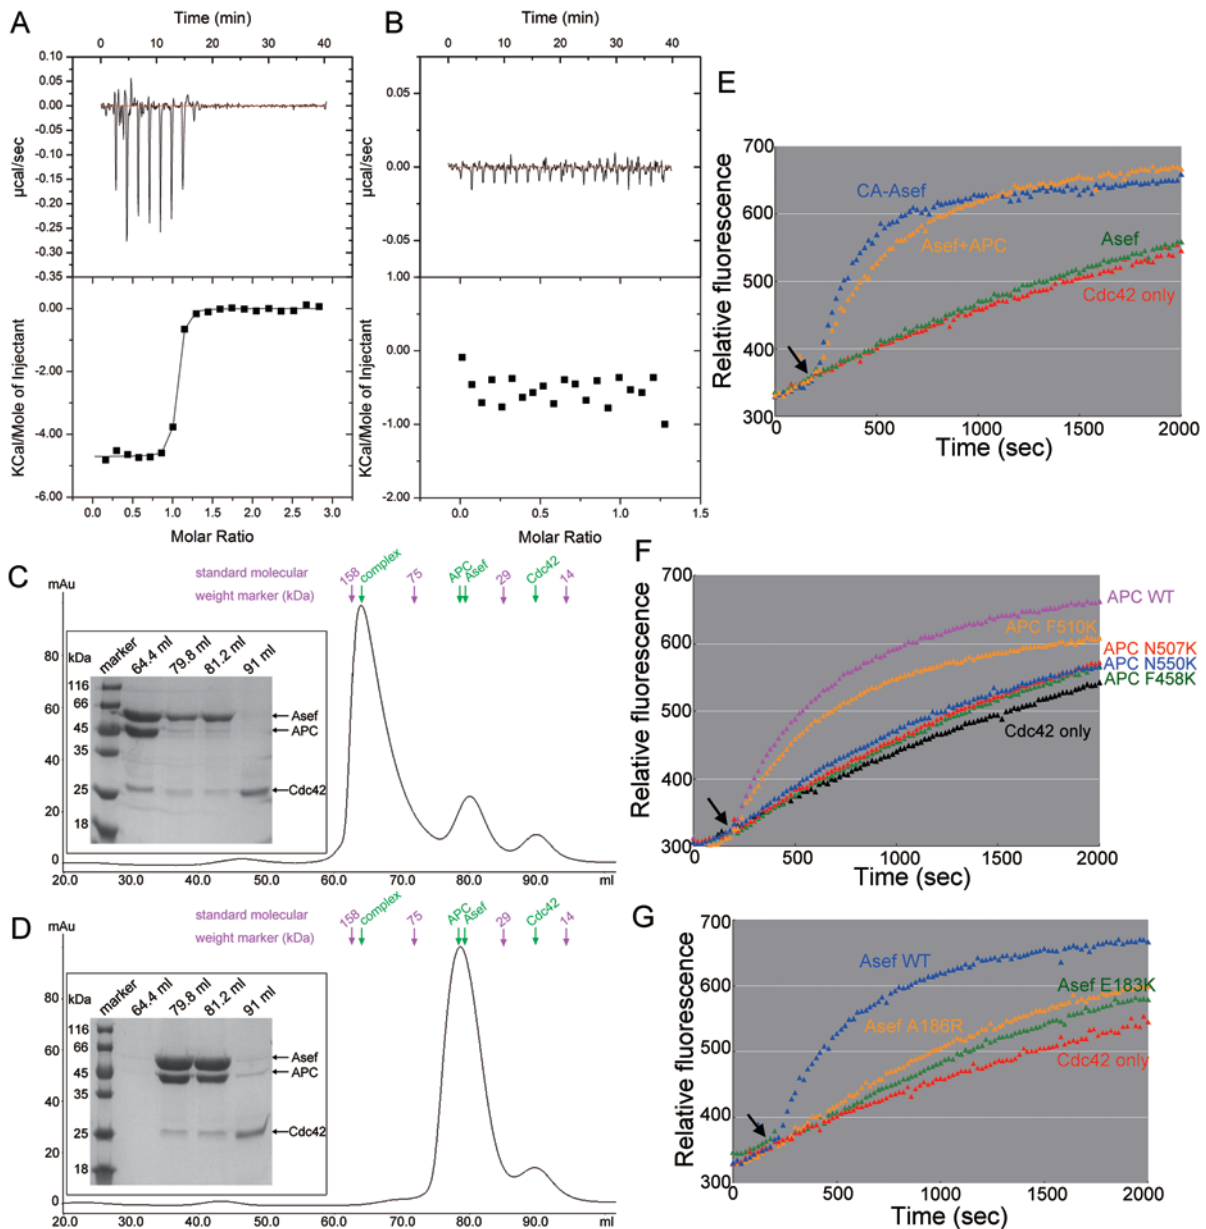 A
Time (min)
0 10 20 30 40
0.10
0.05
0.00
-0.05
-0.10
-0.15
-0.20
-0.25
-0.30
0.35
µcal/sec
0.00
-2.00
-4.00
-6.00
KCal/Mole of Injectant
0.0 0.5 1.0 1.5 2.0 2.5 3.0
Molar Ratio
B
Time (min)
0 5 10 15 20 25 30 35 40
0.05
0.00
0.05
1.00
µcal/sec
0.00
-1.00
-2.00
KCal/Mole of Injectant
0.0 0.5 1.0 1.5
Molar Ratio
C
mAu
standard molecular
weight marker (kDa)
158
complex
75
APC
Asef
29
Cdc42
14
80
60
40
20
0
kDa
marker
64.4 ml
79.8 ml
81.2 ml
91 ml
116
66
45
35
25
18
Asef
APC
Cdc42
20.0 30.0 40.0 50.0 60.0 70.0 80.0 90.0 ml
D
mAu
standard molecular
weight marker (kDa)
158
complex
75
APC
Asef
29
Cdc42
14
80
60
40
20
0
kDa
marker
64.4 ml
79.8 ml
81.2 ml
91 ml
116
66
45
35
25
18
Asef
APC
Cdc42
20.0 30.0 40.0 50.0 60.0 70.0 80.0 90.0 ml
E
Relative fluorescence
700
600
500
400
300
CA-Asef
Asef+APC
Asef
Cdc42 only
0 500 1000 1500 2000
Time (sec)
F
Relative fluorescence
700
600
500
400
300
APC WT
APC F510K
APC N507K
APC N550K
APC F458K
Cdc42 only
0 500 1000 1500 2000
Time (sec)
G
Relative fluorescence
700
600
500
400
300
Asef WT
Asef E183K
Asef A186R
Cdc42 only
0 500 1000 1500 2000
Time (sec)